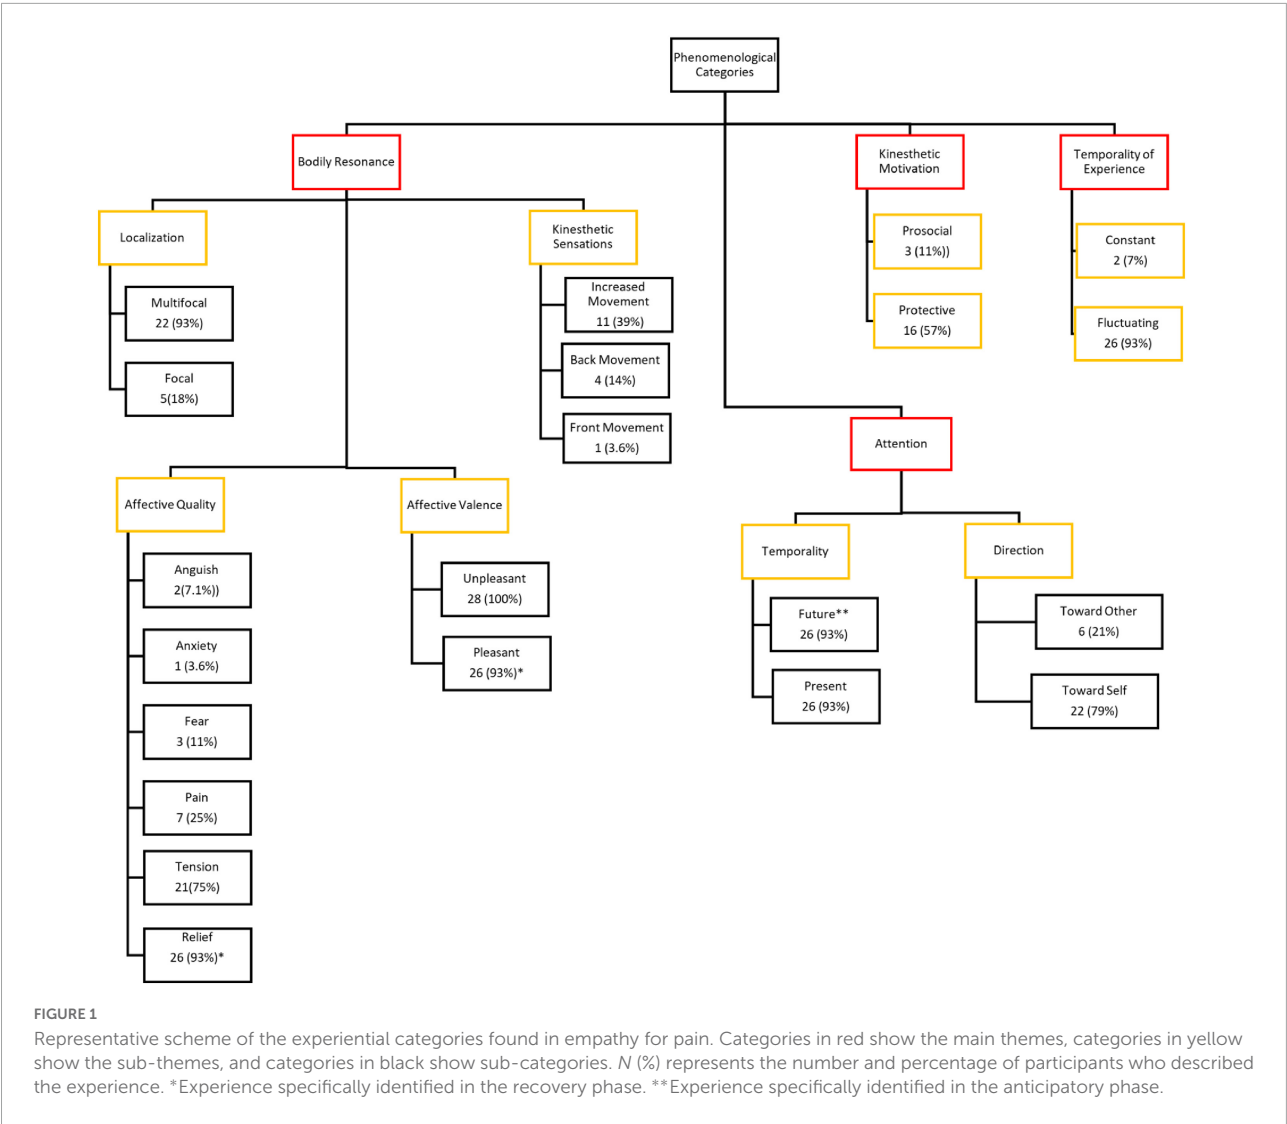 Phenomenological
Categories
Bodily Resonance
Kinesthetic
Motivation
Temporality of
Experience
Localization
Multifocal
22 (93%)
Focal
5(18%)
Kinesthetic
Sensations
Increased
Movement
11 (39%)
Back Movement
4 (14%)
Front Movement
1 (3.6%)
Prosocial
3 (11%))
Protective
16 (57%)
Constant
2 (7%)
Fluctuating
26 (93%)
Attention
Affective Quality
Anguish
2(7.1%))
Anxiety
1 (3.6%)
Fear
3 (11%)
Pain
7 (25%)
Tension
21(75%)
Relief
26 (93%)*
Affective Valence
Unpleasant
28 (100%)
Pleasant
26 (93%)*
Temporality
Future**
26 (93%)
Present
26 (93%)
Direction
Toward Other
6 (21%)
Toward Self
22 (79%)
FIGURE 1
Representative scheme of the experiential categories found in empathy for pain. Categories in red show the main themes, categories in yellow
show the sub-themes, and categories in black show sub-categories. N (%) represents the number and percentage of participants who described
the experience. *Experience specifically identified in the recovery phase. **Experience specifically identified in the anticipatory phase.